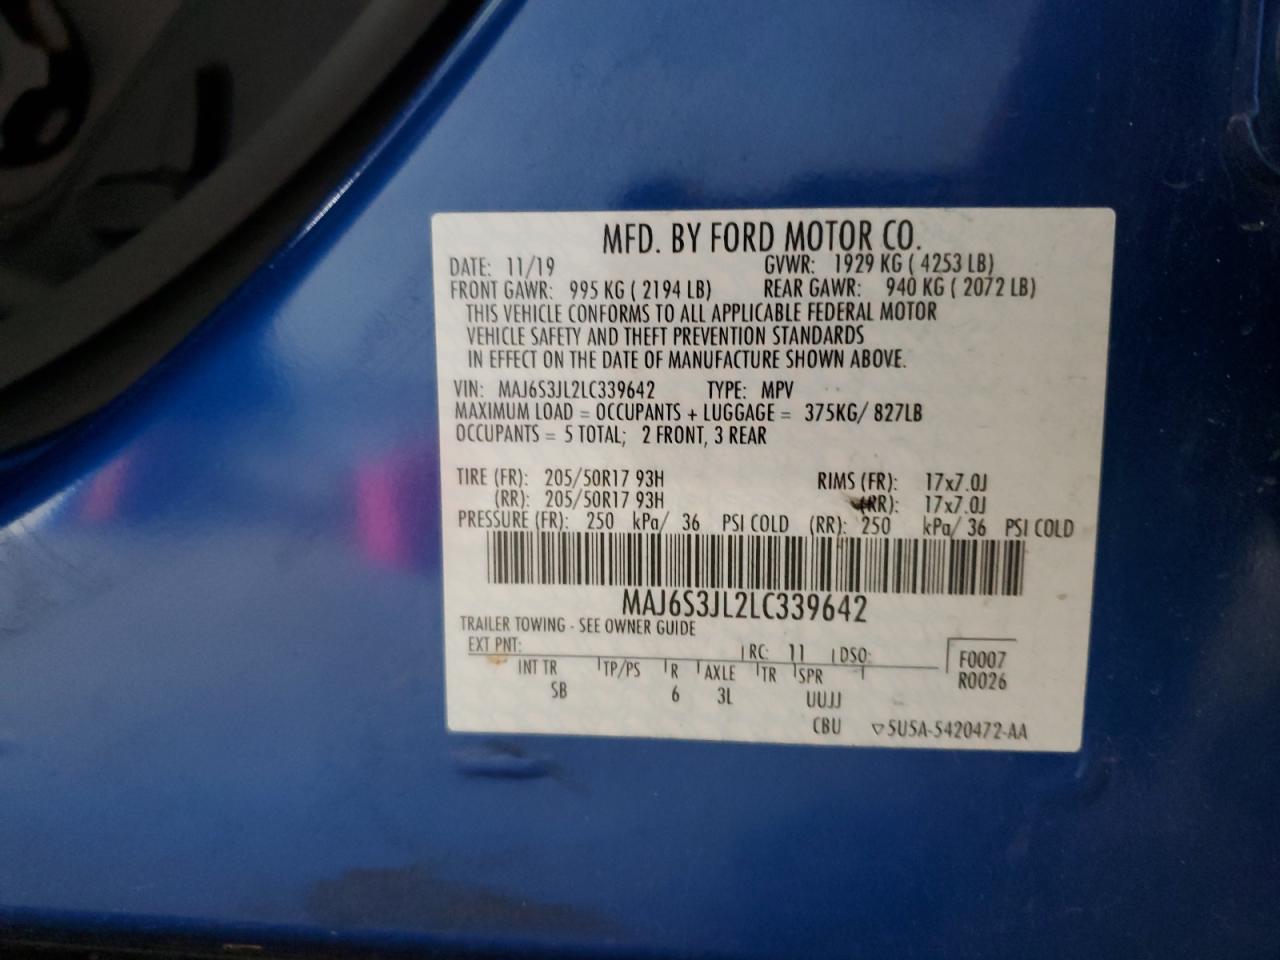 MFD. BY FORD MOTOR CO.
DATE: 11/19 GVWR: 1929 KG ( 4253 LB)
FRONT GAWR: 995 KG ( 2194 LB) REAR GAWR: 940 KG ( 2072 LB)
THIS VEHICLE CONFORMS TO ALL APPLICABLE FEDERAL MOTOR
VEHICLE SAFETY AND THEFT PREVENTION STANDARDS
IN EFFECT ON THE DATE OF MANUFACTURE SHOWN ABOVE.
VIN: MAJ6S3JL2LC339642 TYPE: MPV
MAXIMUM LOAD = OCCUPANTS + LUGGAGE = 375KG/ 827LB
OCCUPANTS = 5 TOTAL; 2 FRONT, 3 REAR
TIRE (FR): 205/50R17 93H RIMS (FR): 17x7.0J
(RR): 205/50R17 93H (RR): 17x7.0J
PRESSURE (FR): 250 kPa/ 36 PSI COLD (RR): 250 kPa/ 36 PSI COLD
MAJ6S3JL2LC339642
TRAILER TOWING - SEE OWNER GUIDE
EXT PNT: RC: 11 DSO: F0007
INT TR TP/PS R AXLE TR SPR R0026
SB 6 3L UUJJ
CBU ▽5U5A-5420472-AA